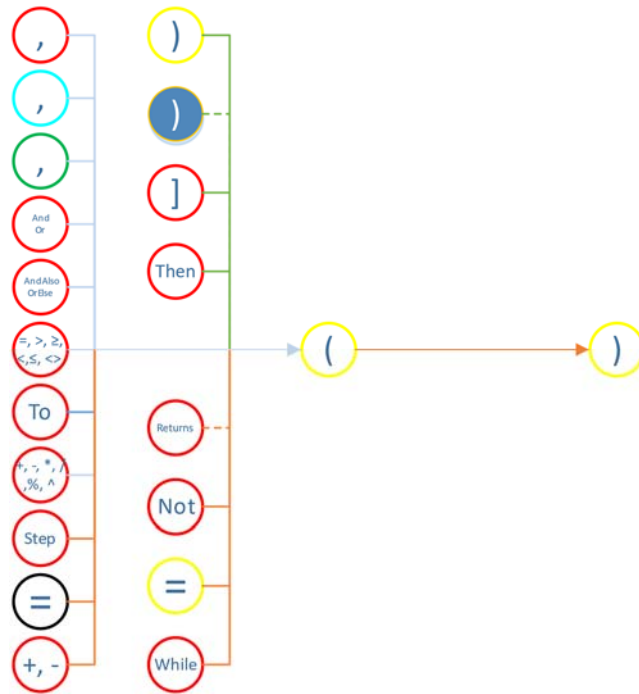 ,
,
,
And
Or
AndAlso
OrElse
=, >, ≥,
<,≤, <>
To
+, -, *, /
,%, ^
Step
=
+, -
)
)
]
Then
Returns
Not
=
While
(
)